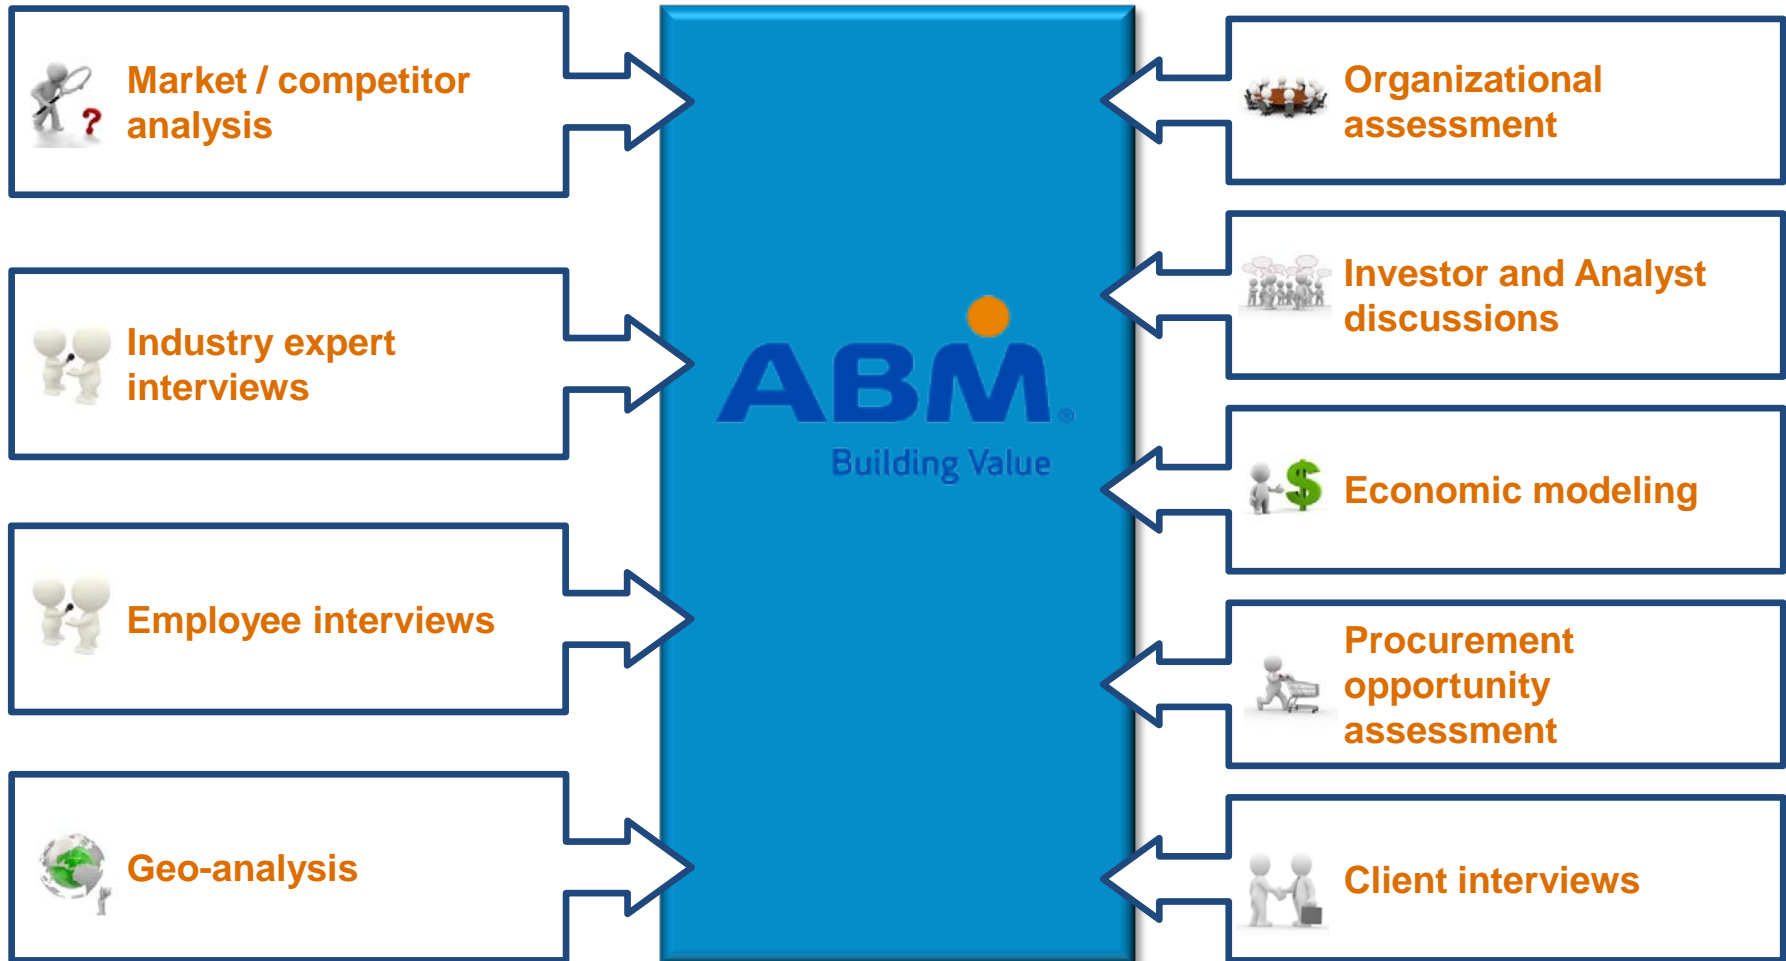 Market / competitor
analysis
Industry expert
interviews
Employee interviews
Geo-analysis
ABM®
Building Value
Organizational
assessment
Investor and Analyst
discussions
Economic modeling
Procurement
opportunity
assessment
Client interviews